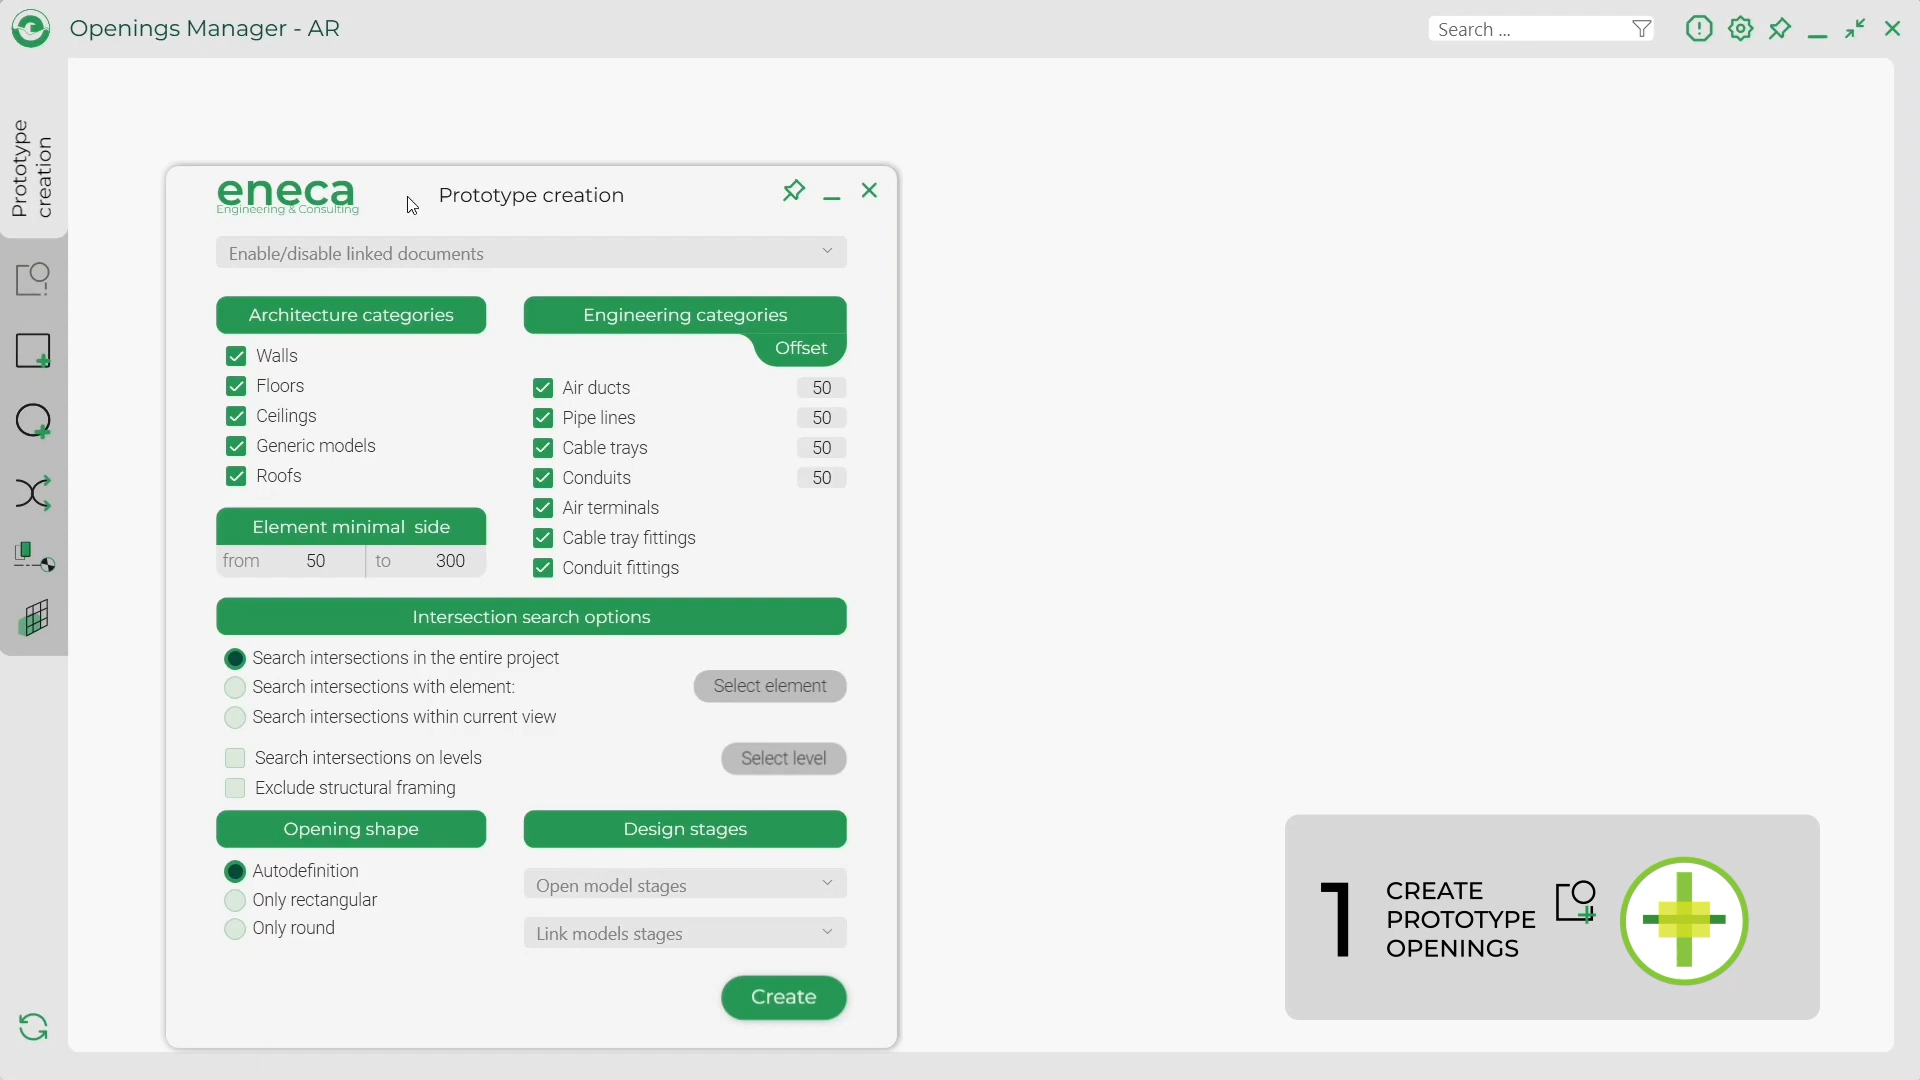 Openings Manager - AR
Search ...
Prototype
creation
eneca
Engineering & Consulting
Prototype creation
Enable/disable linked documents
Architecture categories
Walls
Floors
Ceilings
Generic models
Roofs
Element minimal side
from 50 to 300
Engineering categories
Offset
Air ducts 50
Pipe lines 50
Cable trays 50
Conduits 50
Air terminals
Cable tray fittings
Conduit fittings
Intersection search options
Search intersections in the entire project
Search intersections with element: Select element
Search intersections within current view
Search intersections on levels Select level
Exclude structural framing
Opening shape
Autodefinition
Only rectangular
Only round
Design stages
Open model stages
Link models stages
Create
1
CREATE
PROTOTYPE
OPENINGS